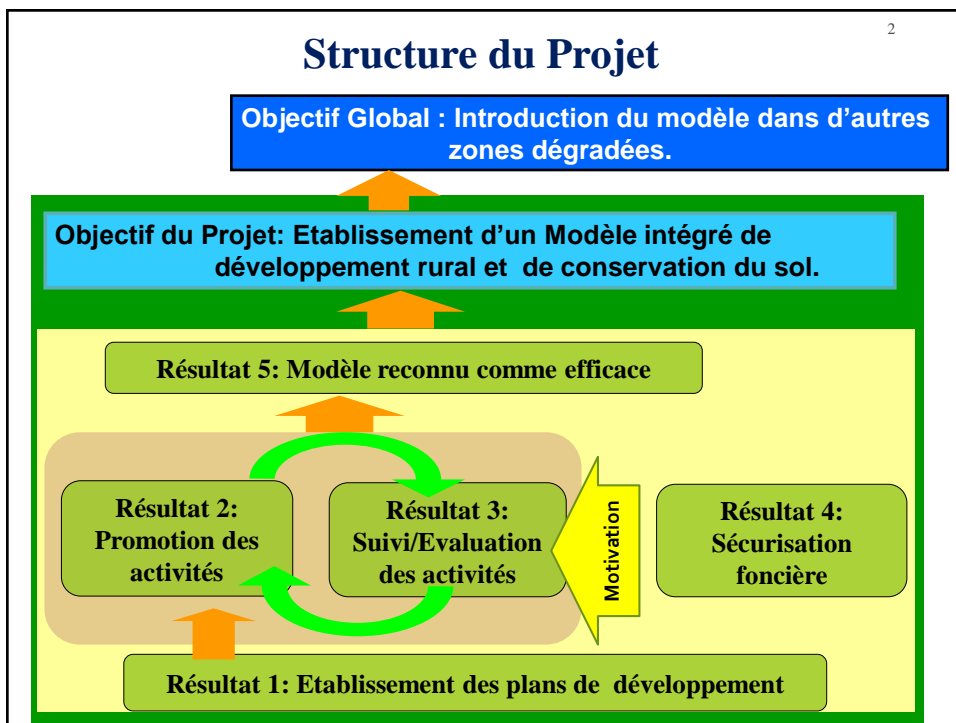 2
Structure du Projet
Objectif Global : Introduction du modèle dans d'autres
zones dégradées.
Objectif du Projet: Etablissement d'un Modèle intégré de
développement rural et de conservation du sol.
Résultat 5: Modèle reconnu comme efficace
Résultat 2:
Promotion des
activités
Résultat 3:
Suivi/Evaluation
des activités
Motivation
Résultat 4:
Sécurisation
foncière
Résultat 1: Etablissement des plans de développement